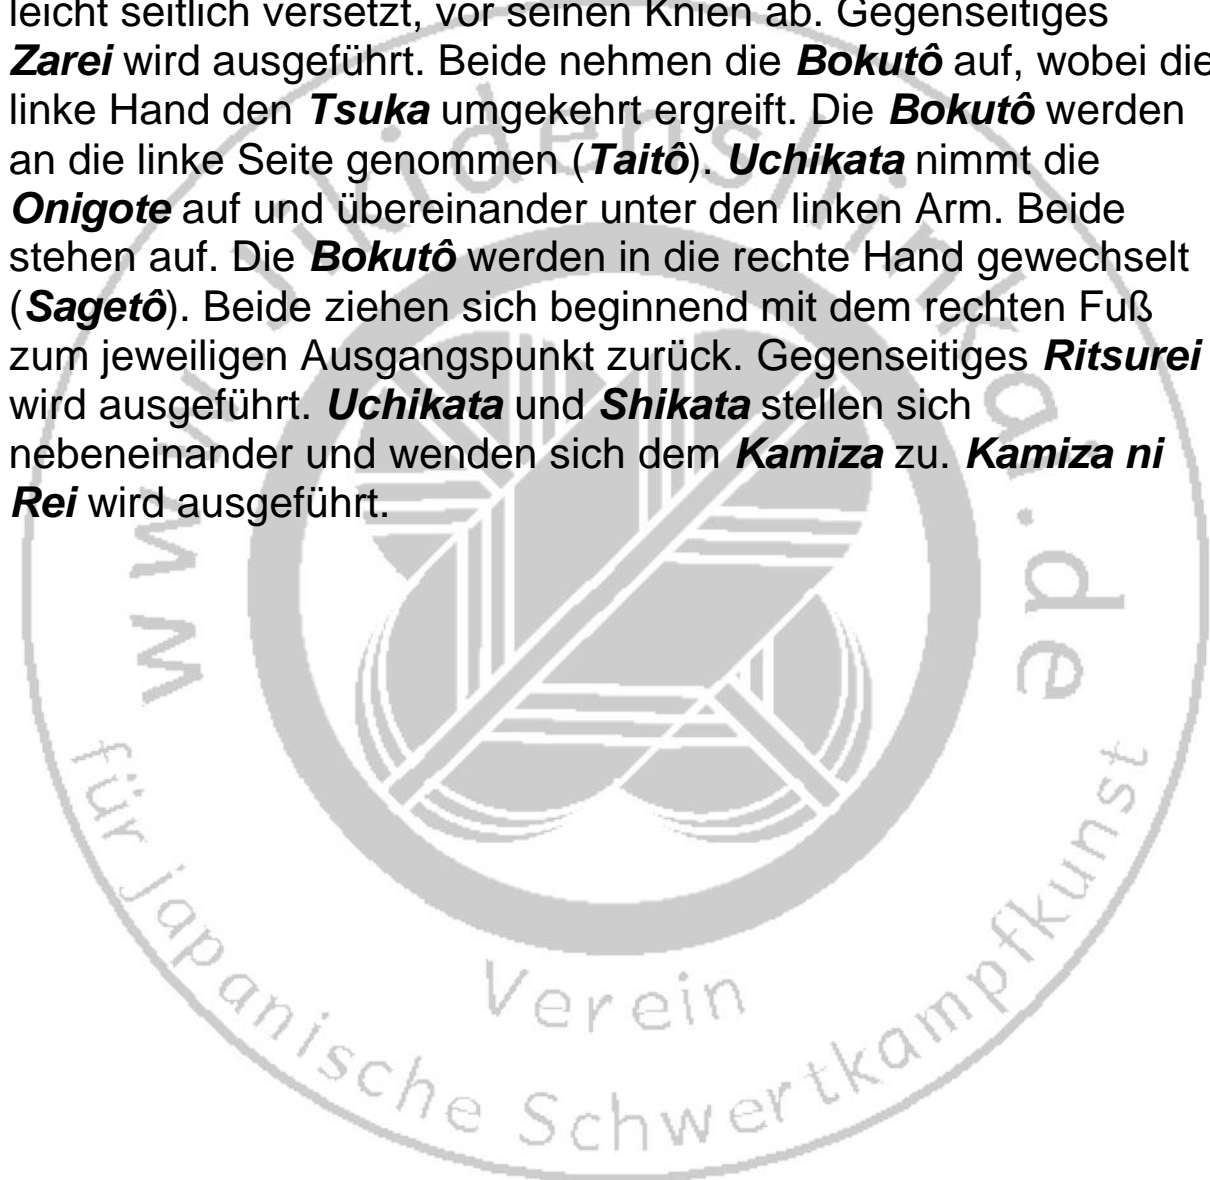 leicht seitlich versetzt, vor seinen Knien ab. Gegenseitiges
Zarei wird ausgeführt. Beide nehmen die Bokutô auf, wobei die
linke Hand den Tsuka umgekehrt ergreift. Die Bokutô werden
an die linke Seite genommen (Taitô). Uchikata nimmt die
Onigote auf und übereinander unter den linken Arm. Beide
stehen auf. Die Bokutô werden in die rechte Hand gewechselt
(Sagetô). Beide ziehen sich beginnend mit dem rechten Fuß
zum jeweiligen Ausgangspunkt zurück. Gegenseitiges Ritsurei
wird ausgeführt. Uchikata und Shikata stellen sich
nebeneinander und wenden sich dem Kamiza zu. Kamiza ni
Rei wird ausgeführt.
für japanische Schwertkampfkunst
Verein